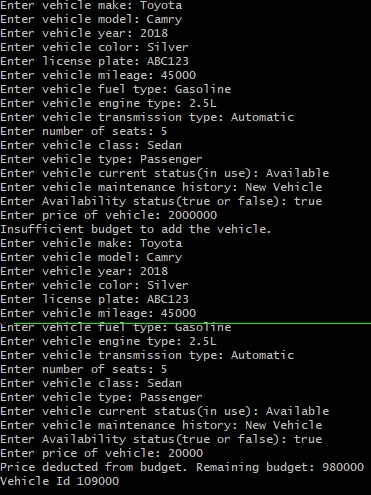 Enter vehicle make: Toyota
Enter vehicle model: Camry
Enter vehicle year: 2018
Enter vehicle color: Silver
Enter license plate: ABC123
Enter vehicle mileage: 45000
Enter vehicle fuel type: Gasoline
Enter vehicle engine type: 2.5L
Enter vehicle transmission type: Automatic
Enter number of seats: 5
Enter vehicle class: Sedan
Enter vehicle type: Passenger
Enter vehicle current status(in use): Available
Enter vehicle maintenance history: New Vehicle
Enter Availability status(true or false): true
Enter price of vehicle: 2000000
Insufficient budget to add the vehicle.
Enter vehicle make: Toyota
Enter vehicle model: Camry
Enter vehicle year: 2018
Enter vehicle color: Silver
Enter license plate: ABC123
Enter vehicle mileage: 45000
Enter vehicle fuel type: Gasoline
Enter vehicle engine type: 2.5L
Enter vehicle transmission type: Automatic
Enter number of seats: 5
Enter vehicle class: Sedan
Enter vehicle type: Passenger
Enter vehicle current status(in use): Available
Enter vehicle maintenance history: New Vehicle
Enter Availability status(true or false): true
Enter price of vehicle: 20000
Price deducted from budget. Remaining budget: 980000
Vehicle Id 109000